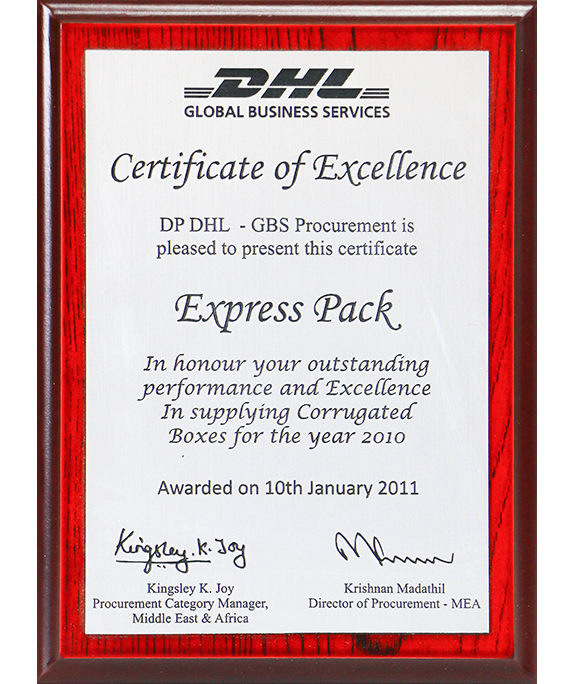 DHL
GLOBAL BUSINESS SERVICES
Certificate of Excellence
DP DHL - GBS Procurement is
pleased to present this certificate
Express Pack
In honour your outstanding
performance and Excellence
In supplying Corrugated
Boxes for the year 2010
Awarded on 10th January 2011
Kingsley. K. Joy
Kingsley K. Joy
Procurement Category Manager,
Middle East & Africa
Krishnan Madathil
Director of Procurement - MEA